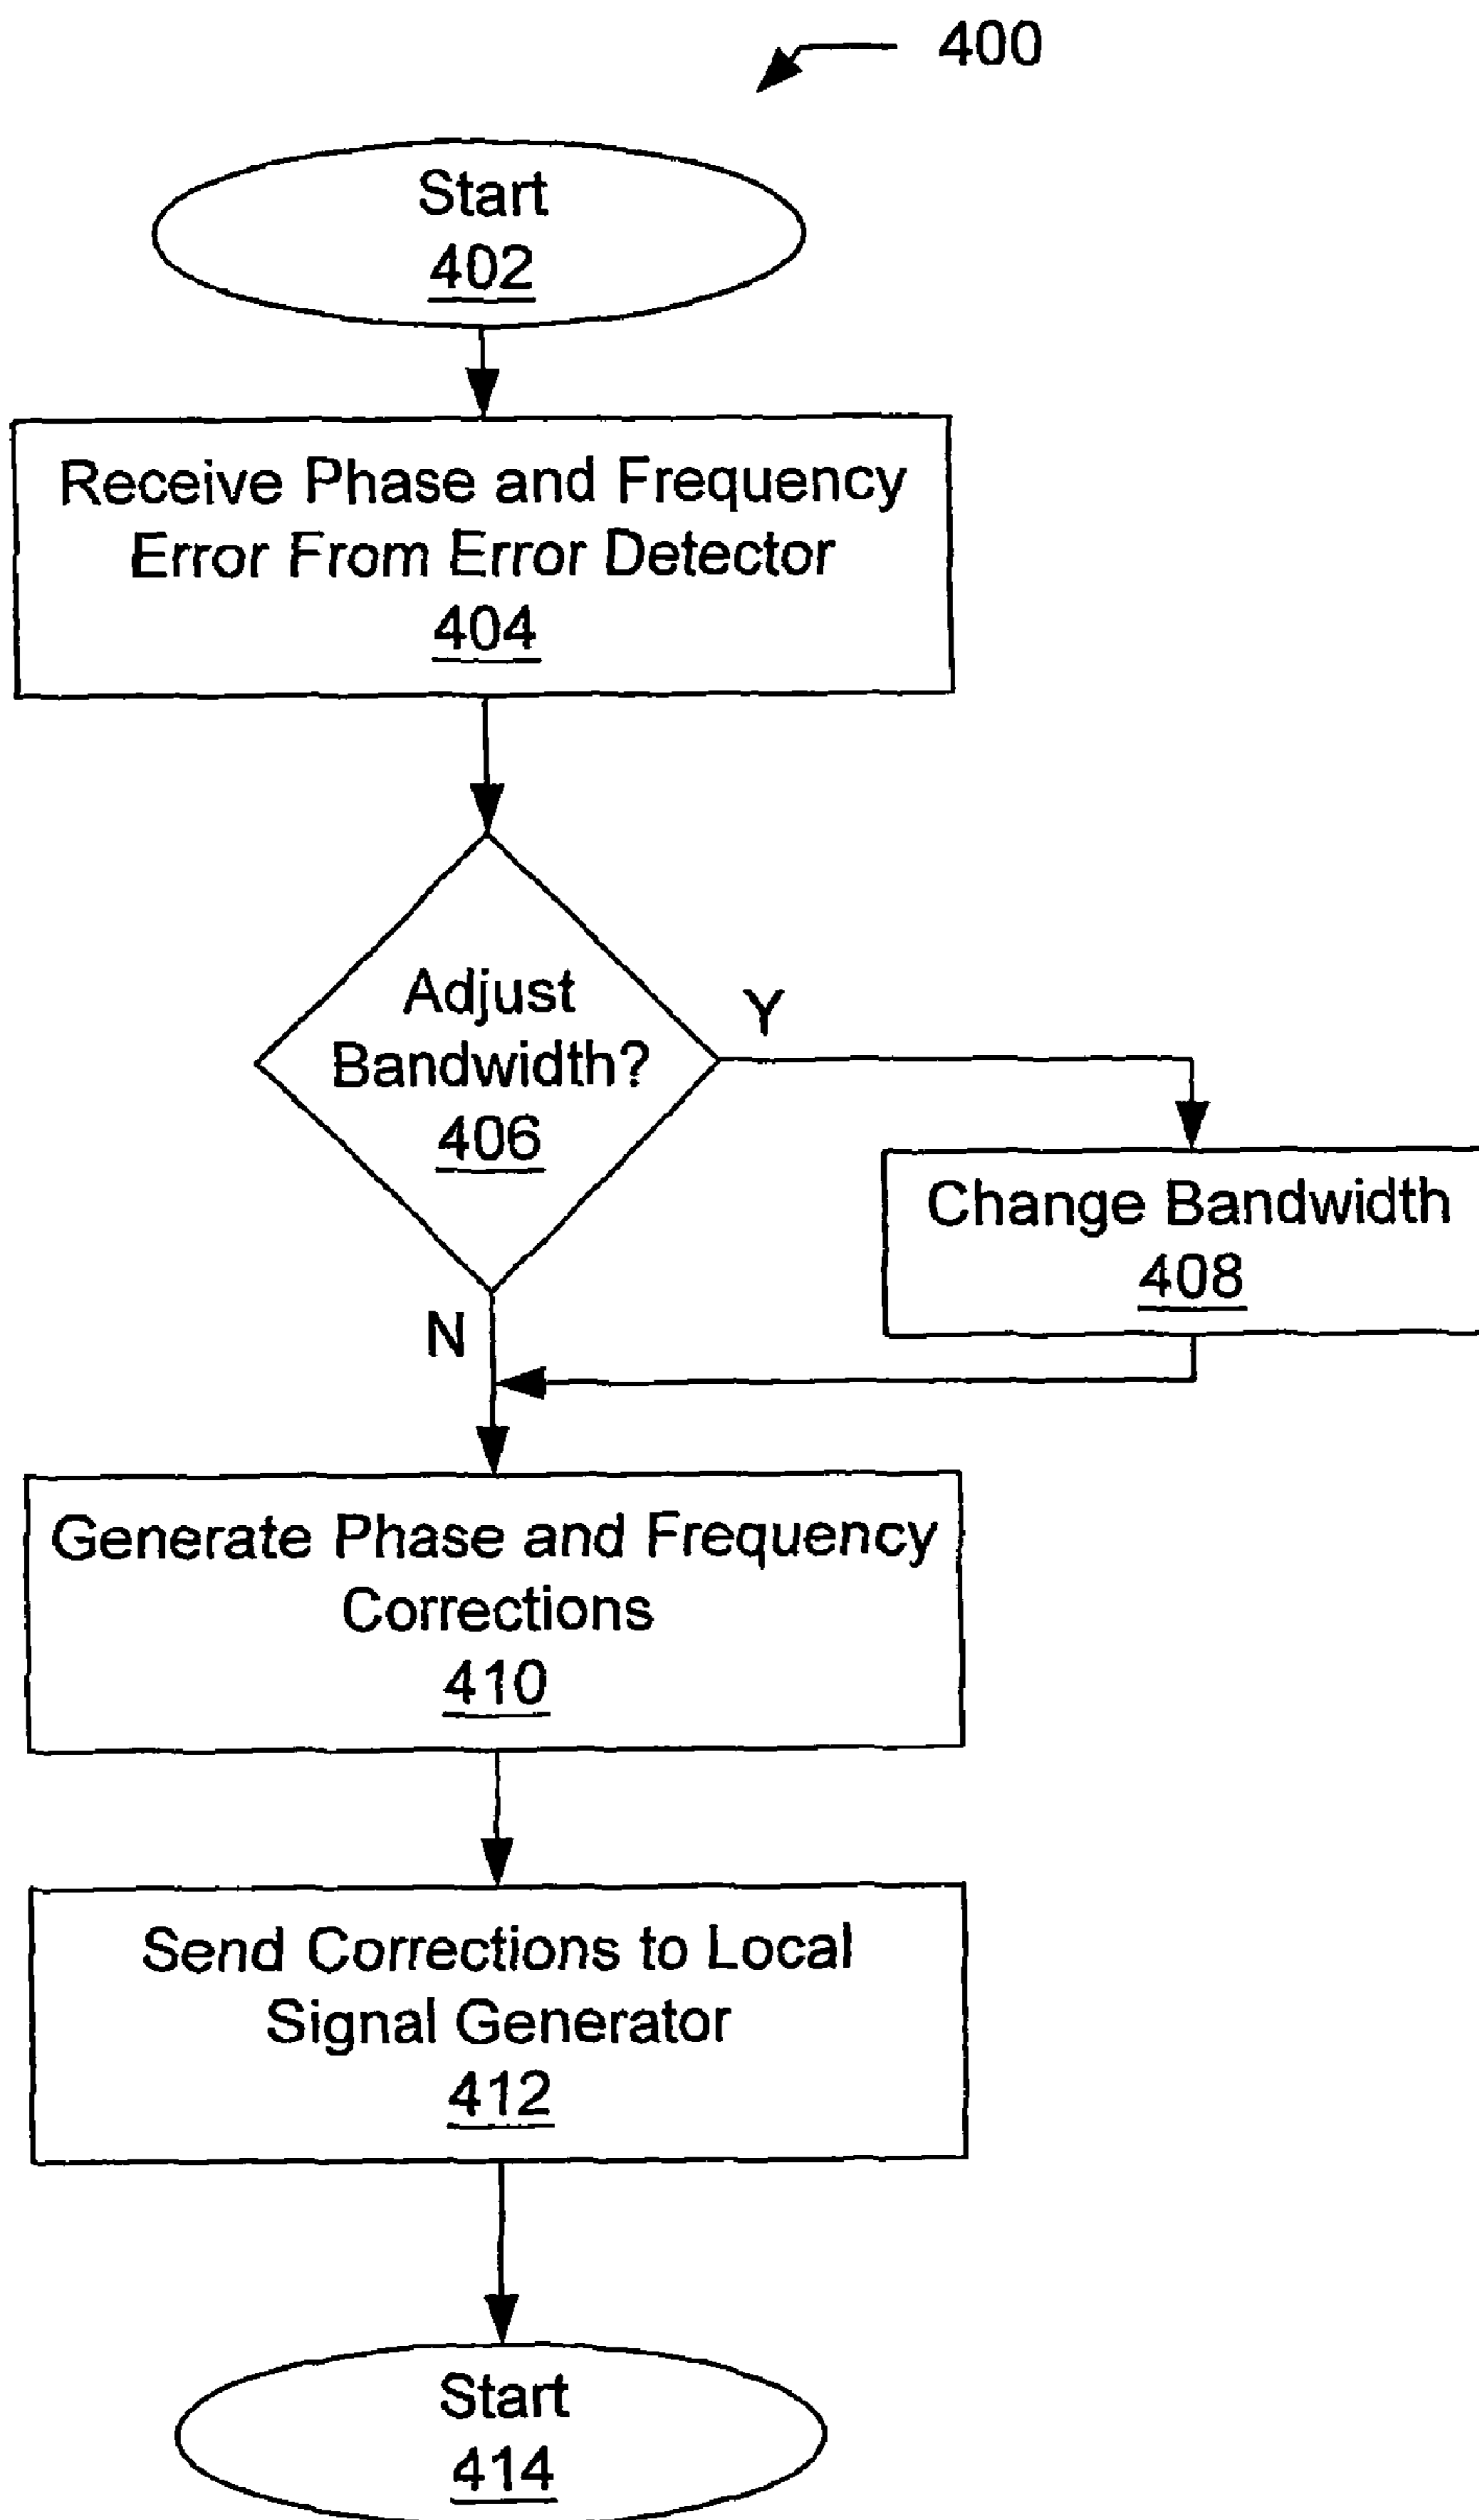 400
Start
402
Receive Phase and Frequency
Error From Error Detector
404
Adjust
Bandwidth?
406
Y
Change Bandwidth
408
N
Generate Phase and Frequency
Corrections
410
Send Corrections to Local
Signal Generator
412
Start
414